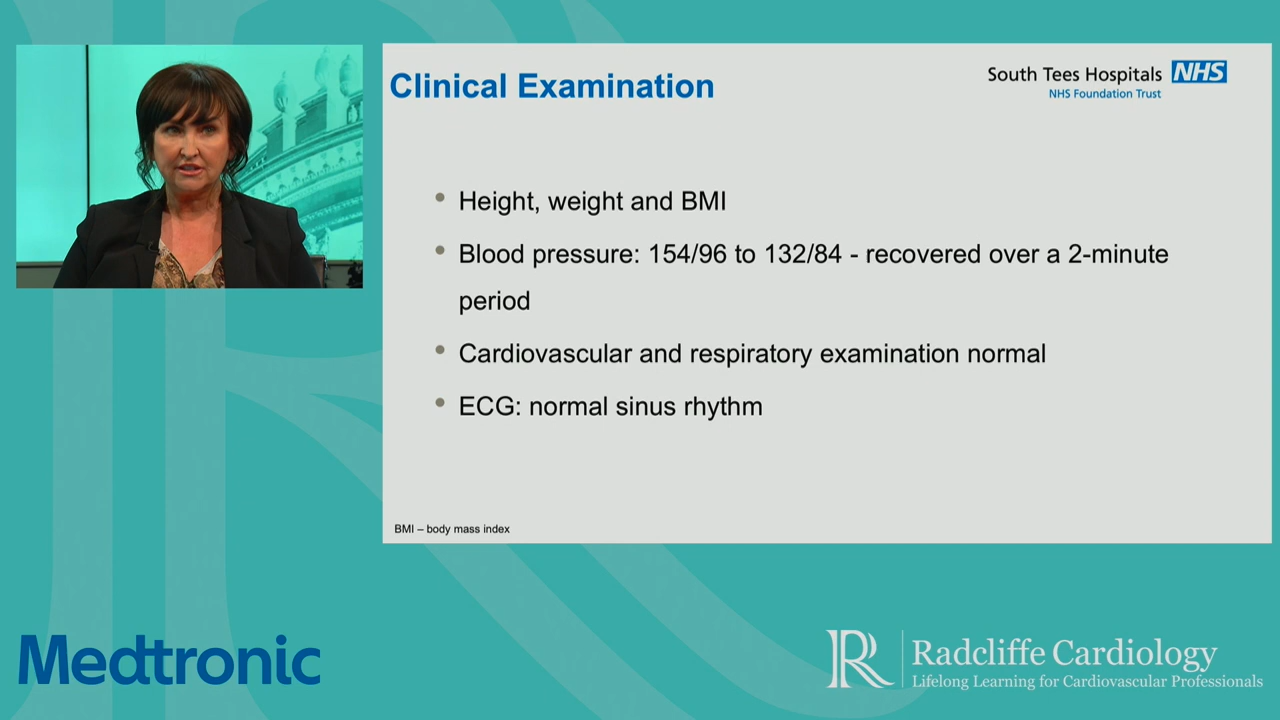 Clinical Examination
South Tees Hospitals NHS
NHS Foundation Trust
• Height, weight and BMI
• Blood pressure: 154/96 to 132/84 - recovered over a 2-minute
period
• Cardiovascular and respiratory examination normal
• ECG: normal sinus rhythm
BMI – body mass index
Medtronic
R Radcliffe Cardiology
Lifelong Learning for Cardiovascular Professionals